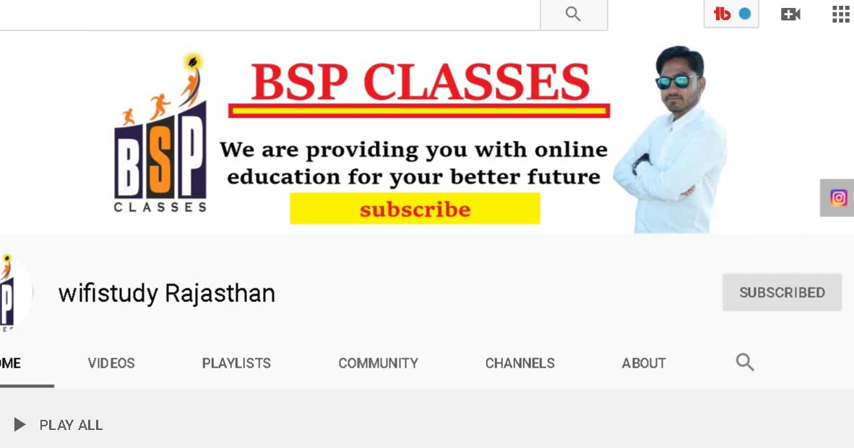 BSP CLASSES
BSP
CLASSES
We are providing you with online
education for your better future
subscribe
wifistudy Rajasthan
SUBSCRIBED
OME
VIDEOS
PLAYLISTS
COMMUNITY
CHANNELS
ABOUT
PLAY ALL